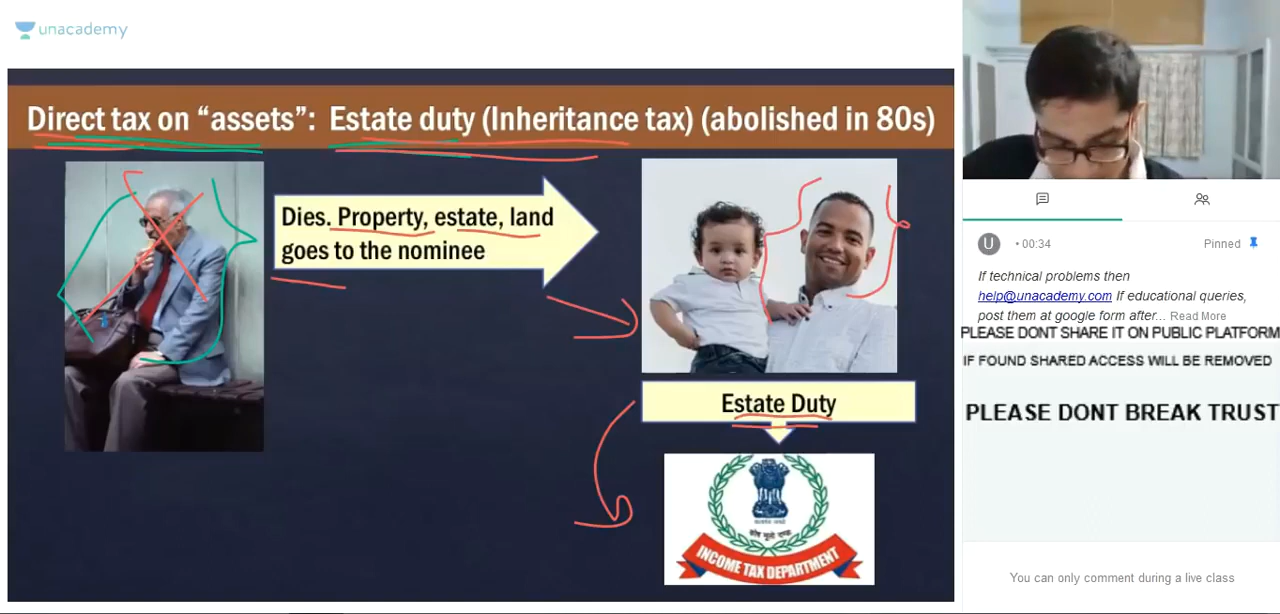 unacademy
Direct tax on “assets”: Estate duty (Inheritance tax) (abolished in 80s)
Dies. Property, estate, land
goes to the nominee
Estate Duty
INCOME TAX DEPARTMENT
U
• 00:34
Pinned
If technical problems then
help@unacademy.com If educational queries,
post them at google form after... Read More
PLEASE DONT SHARE IT ON PUBLIC PLATFORM
IF FOUND SHARED ACCESS WILL BE REMOVED
PLEASE DONT BREAK TRUST
You can only comment during a live class